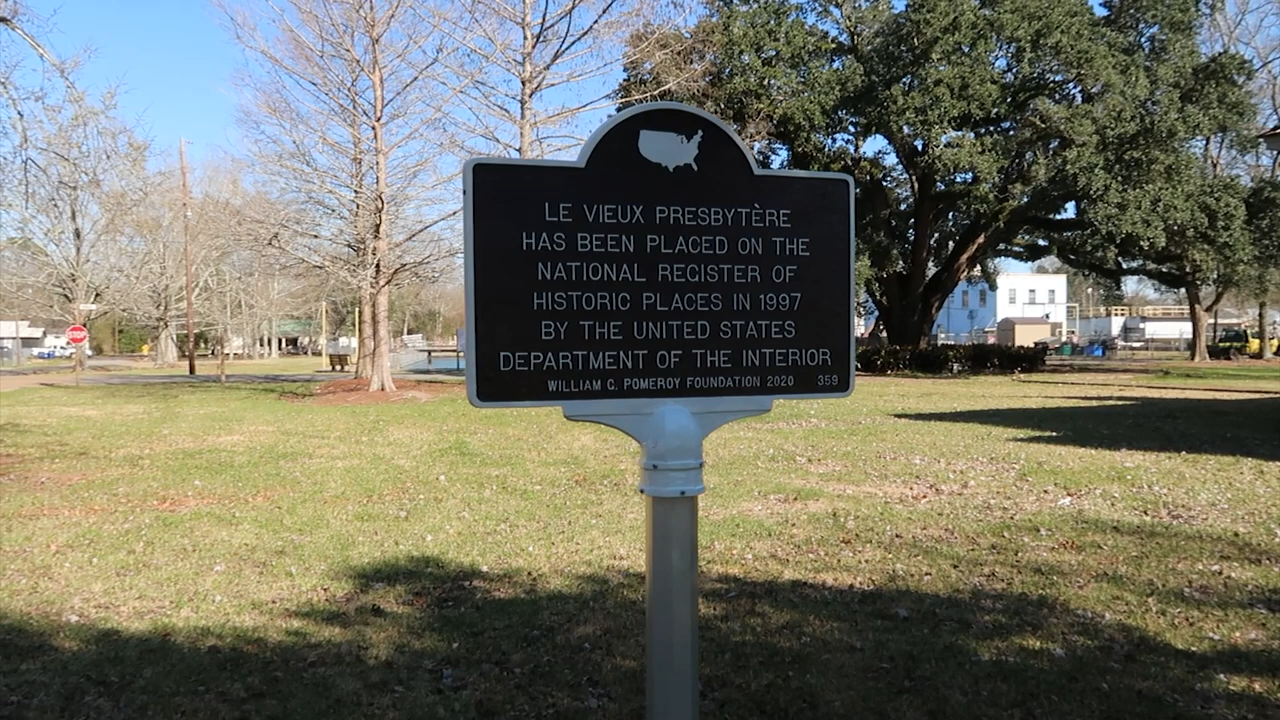 LE VIEUX PRESBYTÈRE
HAS BEEN PLACED ON THE
NATIONAL REGISTER OF
HISTORIC PLACES IN 1997
BY THE UNITED STATES
DEPARTMENT OF THE INTERIOR
WILLIAM G. POMEROY FOUNDATION 2020 359
STOP